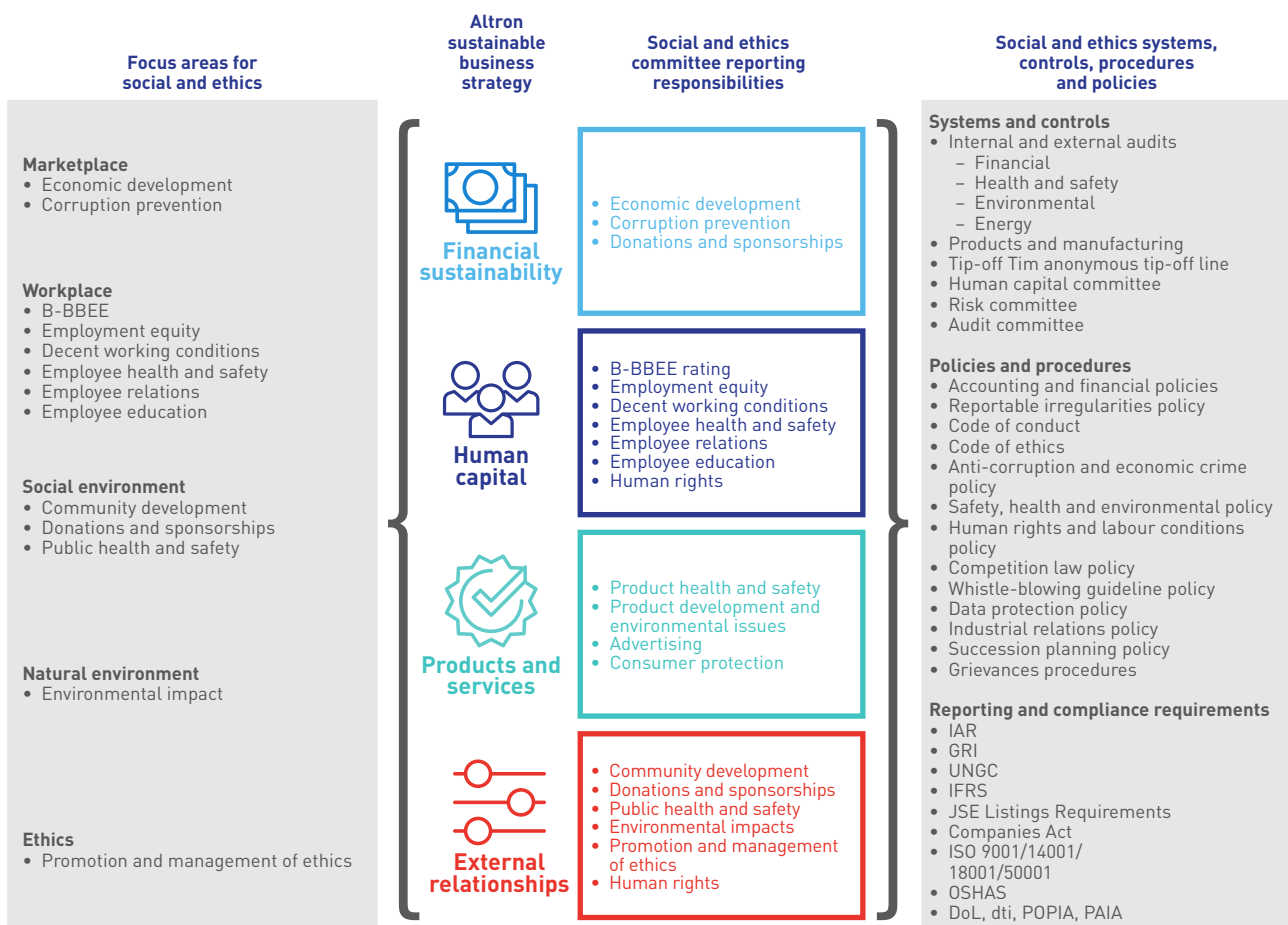 Focus areas for
social and ethics
Marketplace
• Economic development
• Corruption prevention
Workplace
• B-BBEE
• Employment equity
• Decent working conditions
• Employee health and safety
• Employee relations
• Employee education
Social environment
• Community development
• Donations and sponsorships
• Public health and safety
Natural environment
• Environmental impact
Ethics
• Promotion and management of ethics
Altron
sustainable
business
strategy
Financial
sustainability
Human
capital
Products and
services
External
relationships
Social and ethics
committee reporting
responsibilities
• Economic development
• Corruption prevention
• Donations and sponsorships
• B-BBEE rating
• Employment equity
• Decent working conditions
• Employee health and safety
• Employee relations
• Employee education
• Human rights
• Product health and safety
• Product development and
environmental issues
• Advertising
• Consumer protection
• Community development
• Donations and sponsorships
• Public health and safety
• Environmental impacts
• Promotion and management
of ethics
• Human rights
Social and ethics systems,
controls, procedures
and policies
Systems and controls
• Internal and external audits
– Financial
– Health and safety
– Environmental
– Energy
• Products and manufacturing
• Tip-off Tim anonymous tip-off line
• Human capital committee
• Risk committee
• Audit committee
Policies and procedures
• Accounting and financial policies
• Reportable irregularities policy
• Code of conduct
• Code of ethics
• Anti-corruption and economic crime
policy
• Safety, health and environmental policy
• Human rights and labour conditions
policy
• Competition law policy
• Whistle-blowing guideline policy
• Data protection policy
• Industrial relations policy
• Succession planning policy
• Grievances procedures
Reporting and compliance requirements
• IAR
• GRI
• UNGC
• IFRS
• JSE Listings Requirements
• Companies Act
• ISO 9001/14001/
18001/50001
• OSHAS
• DoL, dti, POPIA, PAIA